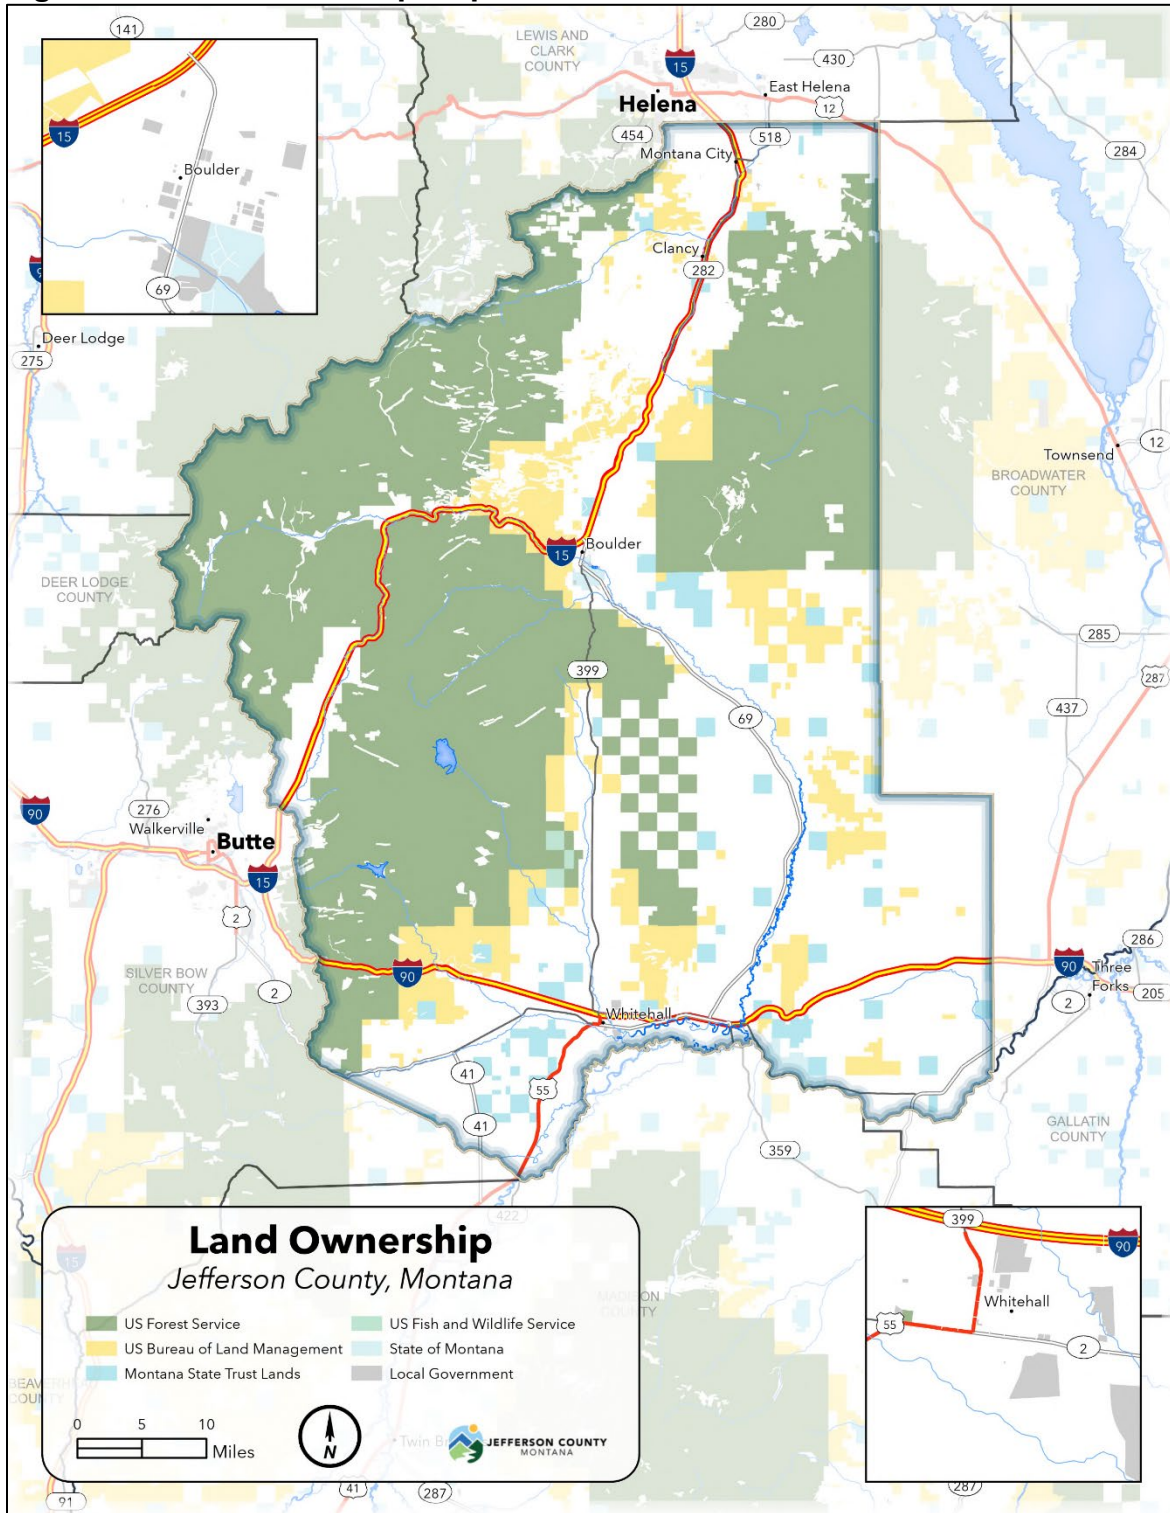 141
280
LEWIS AND
CLARK
COUNTY
430
15
East Helena
Helena
12
15
454
518
284
Montana City
Boulder
Clancy
282
69
Deer Lodge
275
12
Townsend
BROADWATER
COUNTY
15
Boulder
DEER LODGE
COUNTY
285
399
287
437
69
90
276
Walkerville
Butte
15
2
286
90
90
Three
Forks
205
SILVER BOW
COUNTY
2
393
2
Whitehall
41
55
41
GALLATIN
COUNTY
359
422
399
90
Whitehall
55
2
Land Ownership
Jefferson County, Montana
US Forest Service
US Bureau of Land Management
Montana State Trust Lands
US Fish and Wildlife Service
State of Montana
Local Government
0 5 10
Miles
N
JEFFERSON COUNTY
MONTANA
15
COUNTY
COUNTY
91
41
287
287